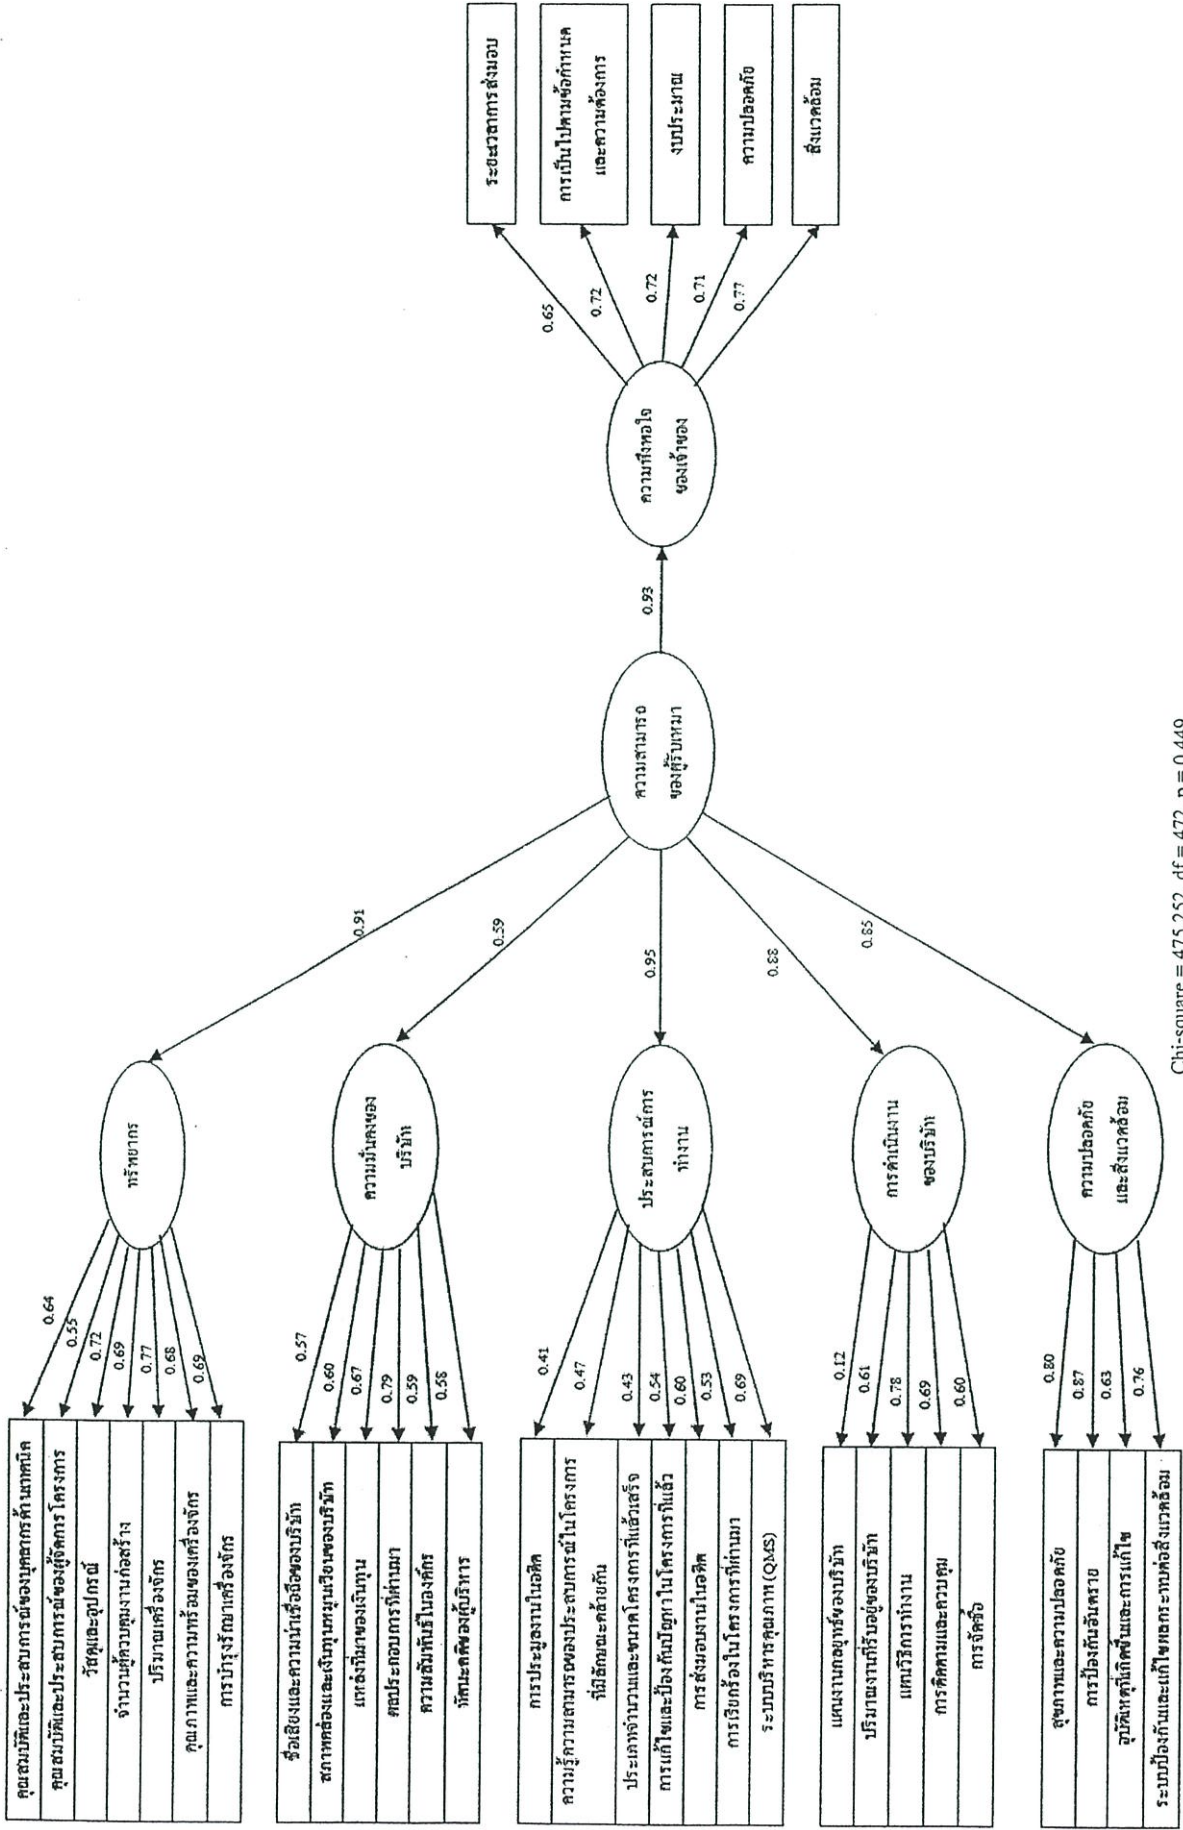 คุณสมบัติและประสบการณ์ของบุคลากรด้านเทคนิค
คุณสมบัติและประสบการณ์ของผู้จัดการโครงการ
วัสดุและอุปกรณ์
จำนวนผู้ควบคุมงานก่อสร้าง
ปริมาณเครื่องจักร
คุณภาพและความพร้อมของเครื่องจักร
การบำรุงรักษาเครื่องจักร
0.64
0.55
0.72
0.69
0.77
0.68
0.69
ทรัพยากร
ชื่อเสียงและความน่าเชื่อถือของบริษัท
สภาพคล่องและเงินทุนหมุนเวียนของบริษัท
แหล่งที่มาของเงินทุน
ผลประกอบการที่ผ่านมา
ความสัมพันธ์ในองค์กร
ทัศนะคติของผู้บริหาร
0.57
0.60
0.67
0.79
0.59
0.58
ความมั่นคงของ
บริษัท
การประมูลงานในอดีต
ความรู้ความสามารถของประสบการณ์ในโครงการ
ที่มีลักษณะคล้ายกัน
ประเภทจำนวนและขนาดโครงการที่แล้วเสร็จ
การแก้ไขและป้องกันปัญหาในโครงการที่แล้ว
การส่งมอบงานในอดีต
การเรียกร้องในโครงการที่ผ่านมา
ระบบบริหารคุณภาพ(QMS)
0.41
0.47
0.43
0.54
0.60
0.53
0.69
ประสบการณ์การ
ทำงาน
แผนงานกลยุทธ์ของบริษัท
ปริมาณงานที่รับอยู่ของบริษัท
แผนวิธีการทำงาน
การติดตามและควบคุม
การจัดซื้อ
0.12
0.61
0.78
0.69
0.60
การดำเนินงาน
ของบริษัท
สุขภาพและความปลอดภัย
การป้องกันอันตราย
อุบัติเหตุที่เกิดขึ้นและการแก้ไข
ระบบป้องกันและแก้ไขผลกระทบต่อสิ่งแวดล้อม
0.80
0.87
0.63
0.76
ความปลอดภัย
และสิ่งแวดล้อม
0.91
0.59
0.95
0.88
0.85
ความสามารถ
ของผู้รับเหมา
0.93
ความพึงพอใจ
ของเจ้าของ
0.65
0.72
0.72
0.71
0.77
ระยะเวลาการส่งมอบ
การเป็นไปตามข้อกำหนด
และความต้องการ
งบประมาณ
ความปลอดภัย
สิ่งแวดล้อม
Chi-square = 475.252, df = 472, p = 0.449